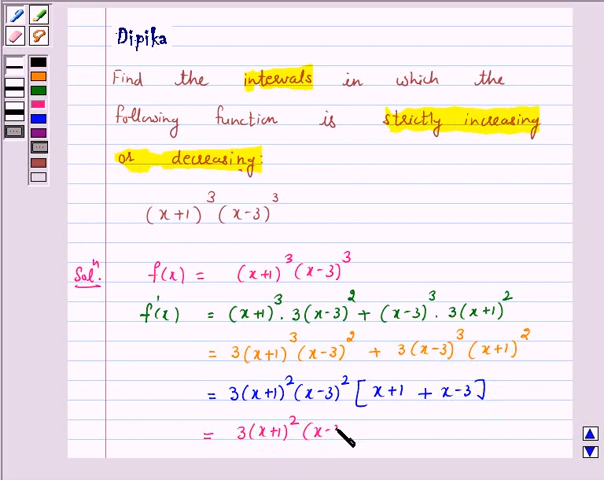 Dipika
Find the intervals in which the
following function is strictly increasing
or decreasing:
(x+1)³ (x-3)³
Solⁿ. f(x) = (x+1)³ (x-3)³
f'(x) = (x+1)³ . 3(x-3)² + (x-3)³ . 3(x+1)²
= 3(x+1)³ (x-3)² + 3(x-3)³ (x+1)²
= 3(x+1)² (x-3)² [x+1 + x-3]
= 3(x+1)² (x-